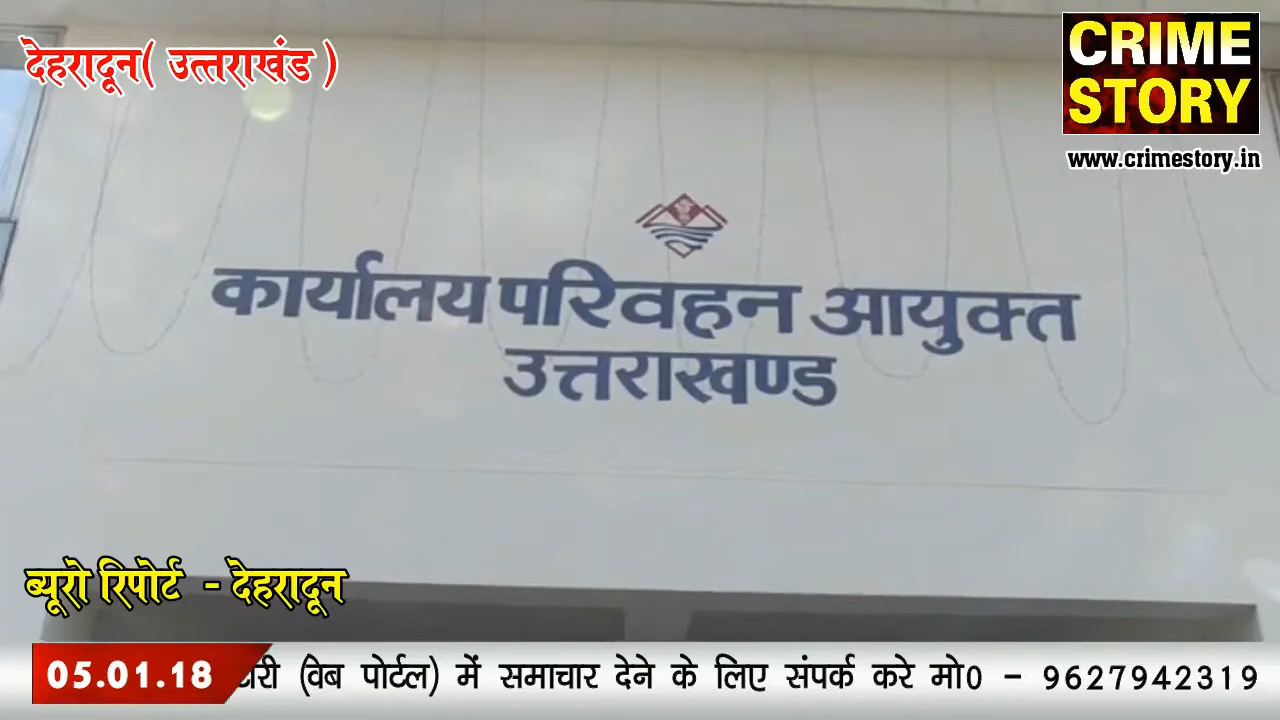 देहरादून( उत्तराखंड )
CRIME
STORY
www.crimestory.in
कार्यालय परिवहन आयुक्त
उत्तराखण्ड
ब्यूरो रिपोर्ट - देहरादून
05.01.18
(वेब पोर्टल) में समाचार देने के लिए संपर्क करे मो0 - 9627942319